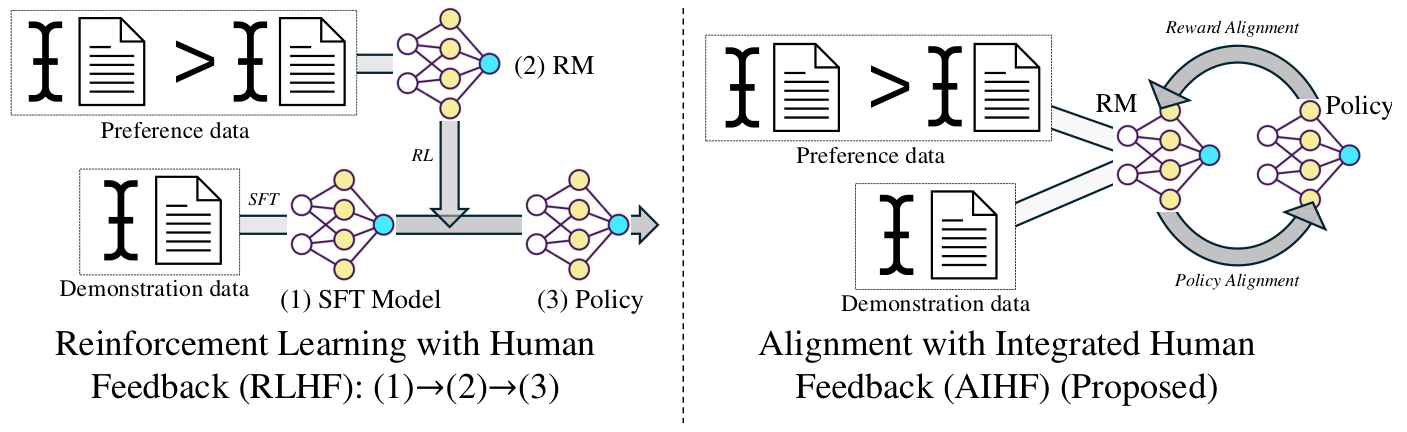 >
(2) RM
Preference data
RL
SFT
Demonstration data
(1) SFT Model
(3) Policy
Reinforcement Learning with Human
Feedback (RLHF): (1)→(2)→(3)
Reward Alignment
>
RM
Policy
Preference data
Policy Alignment
Demonstration data
Alignment with Integrated Human
Feedback (AIHF) (Proposed)